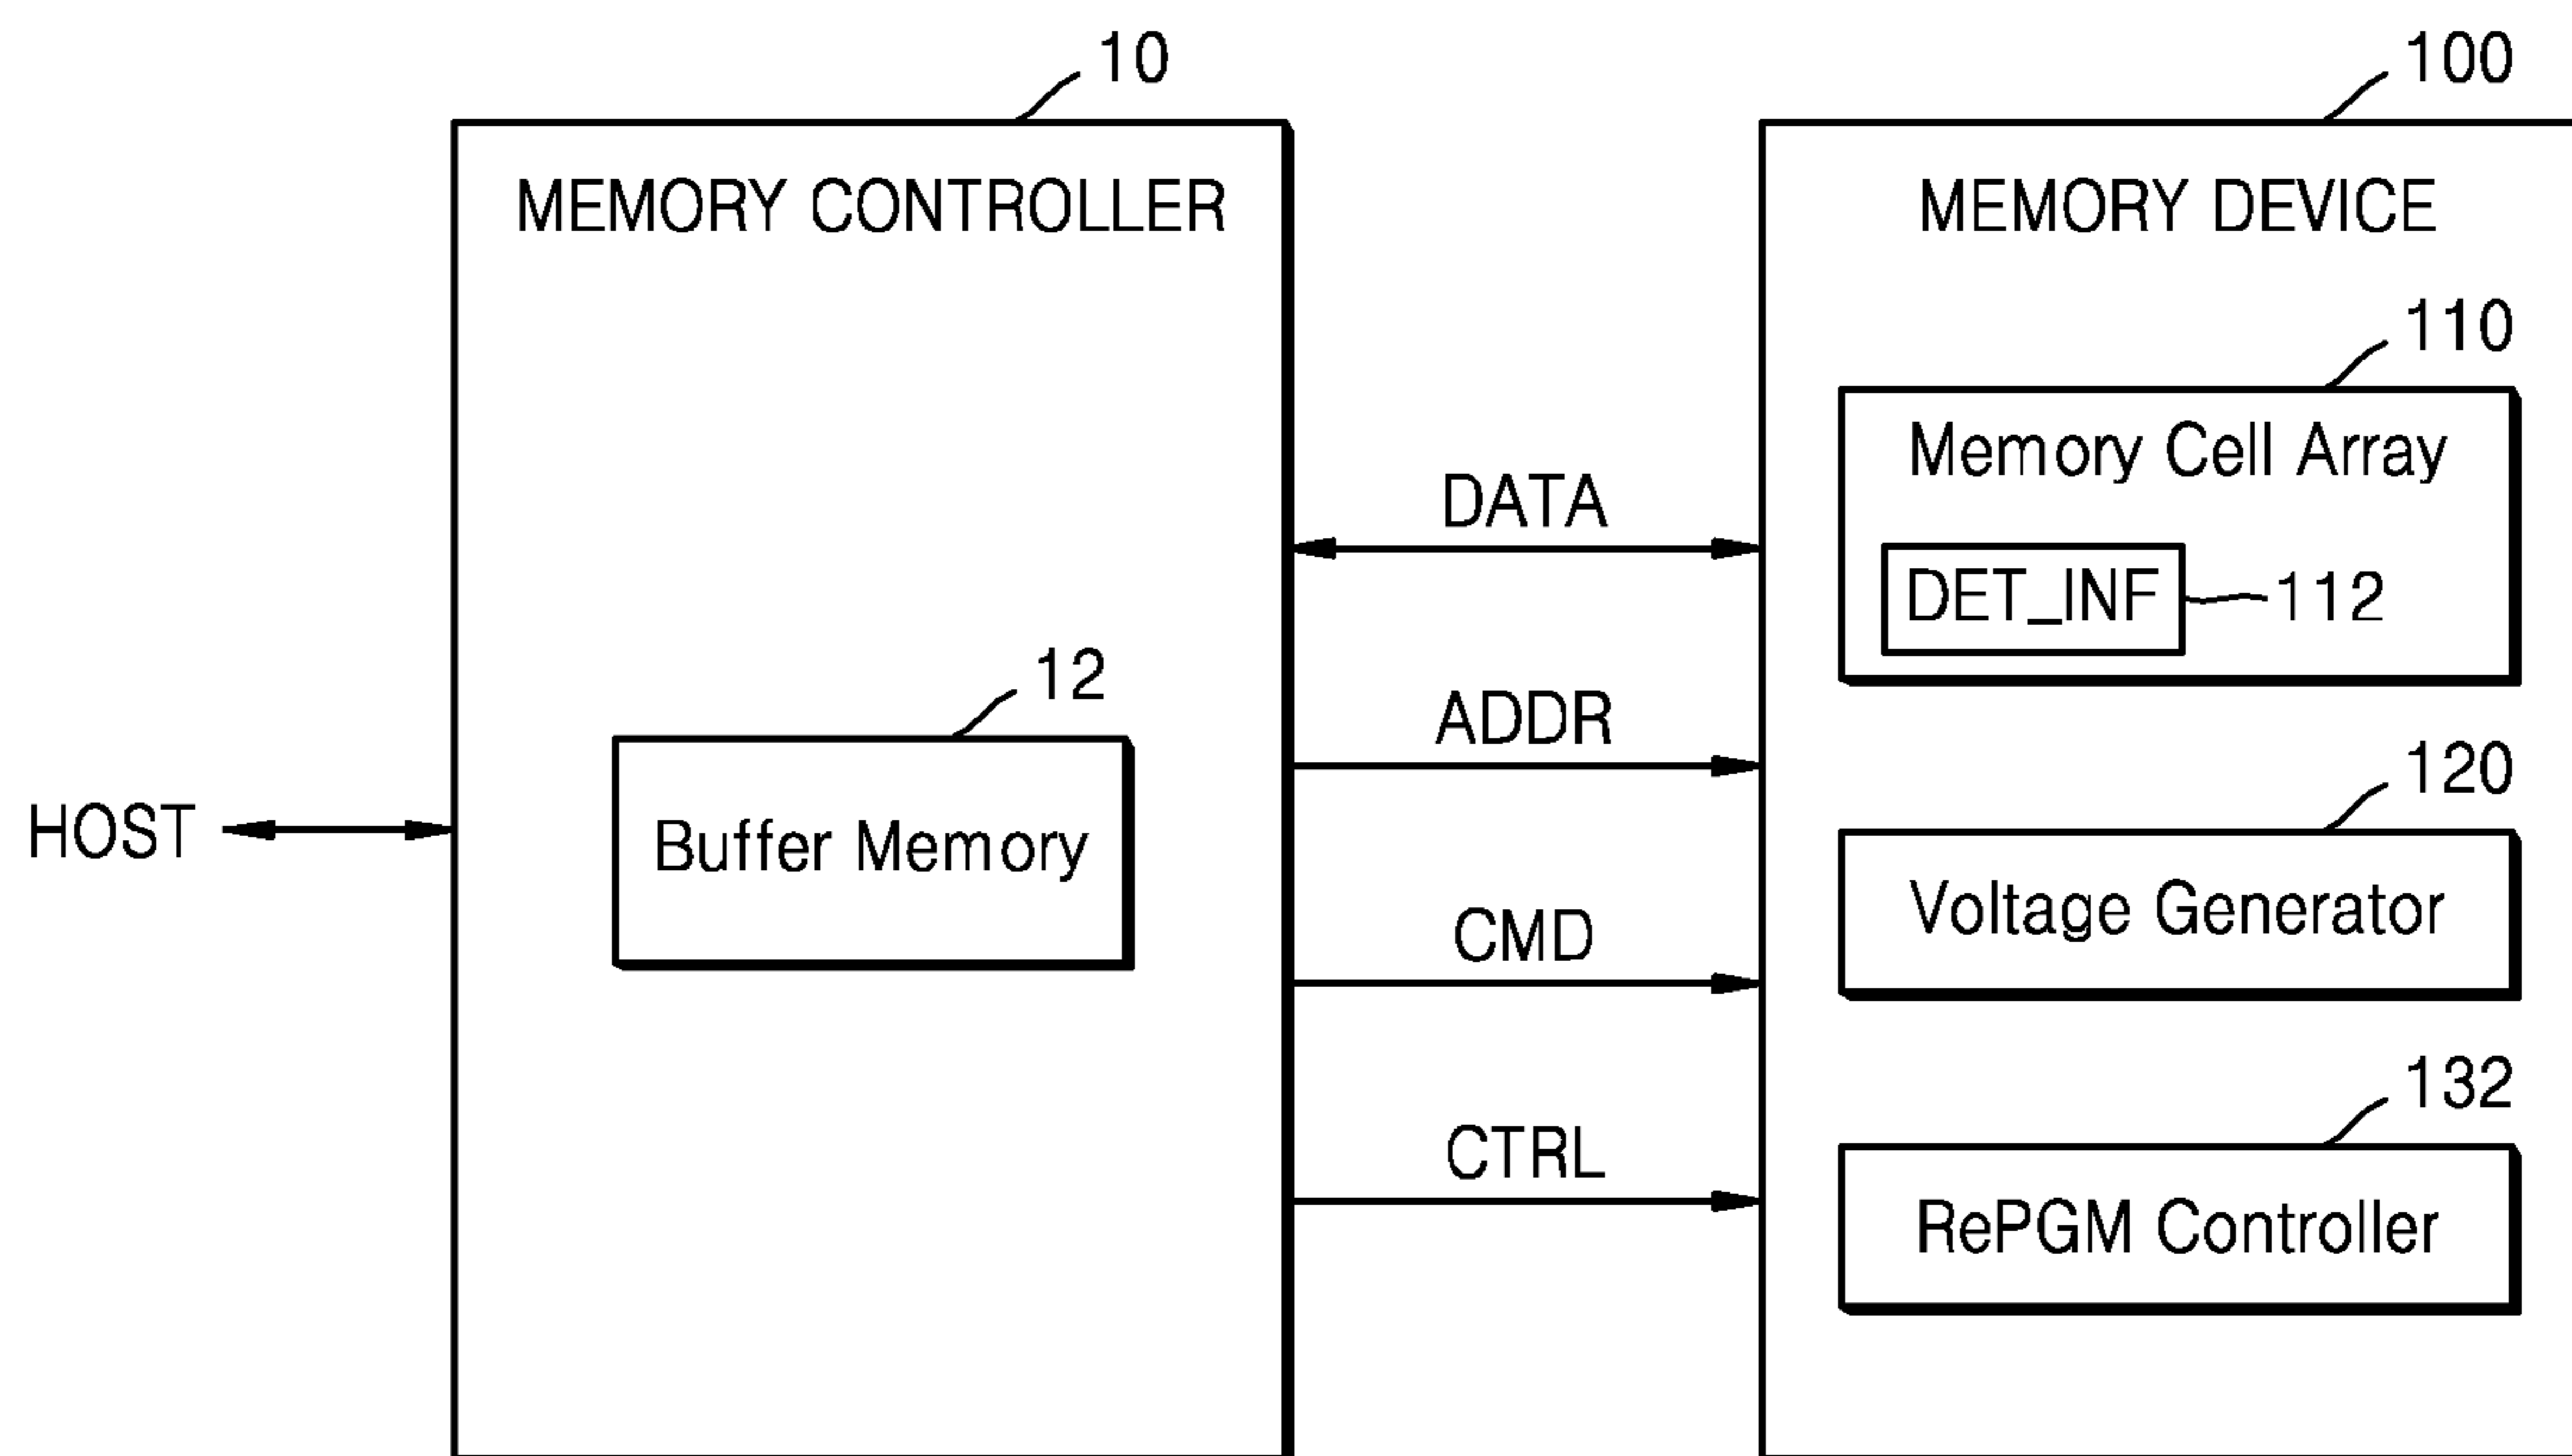 10
100
MEMORY CONTROLLER
MEMORY DEVICE
110
Memory Cell Array
DATA
DET_INF
112
12
ADDR
120
HOST
Buffer Memory
Voltage Generator
CMD
132
CTRL
RePGM Controller